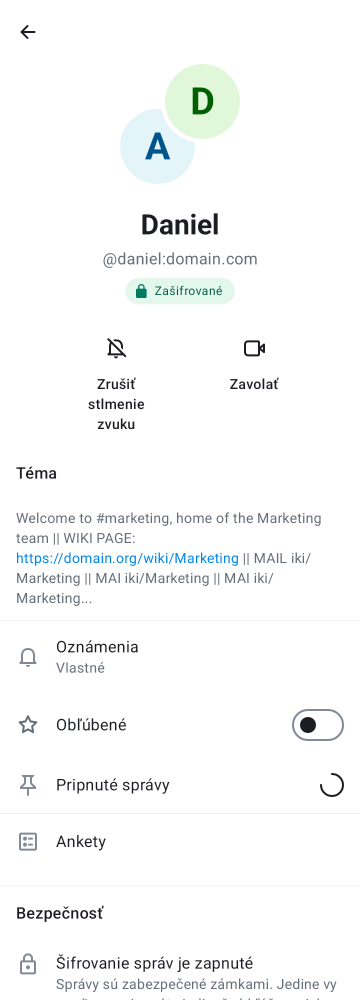 D
A
Daniel
@daniel:domain.com
Zašifrované
Zrušiť
stlmenie
zvuku
Zavolať
Téma
Welcome to #marketing, home of the Marketing
team || WIKI PAGE:
https://domain.org/wiki/Marketing || MAIL iki/
Marketing || MAI iki/Marketing || MAI iki/
Marketing...
Oznámenia
Vlastné
Obľúbené
Pripnuté správy
Ankety
Bezpečnosť
Šifrovanie správ je zapnuté
Správy sú zabezpečené zámkami. Jedine vy